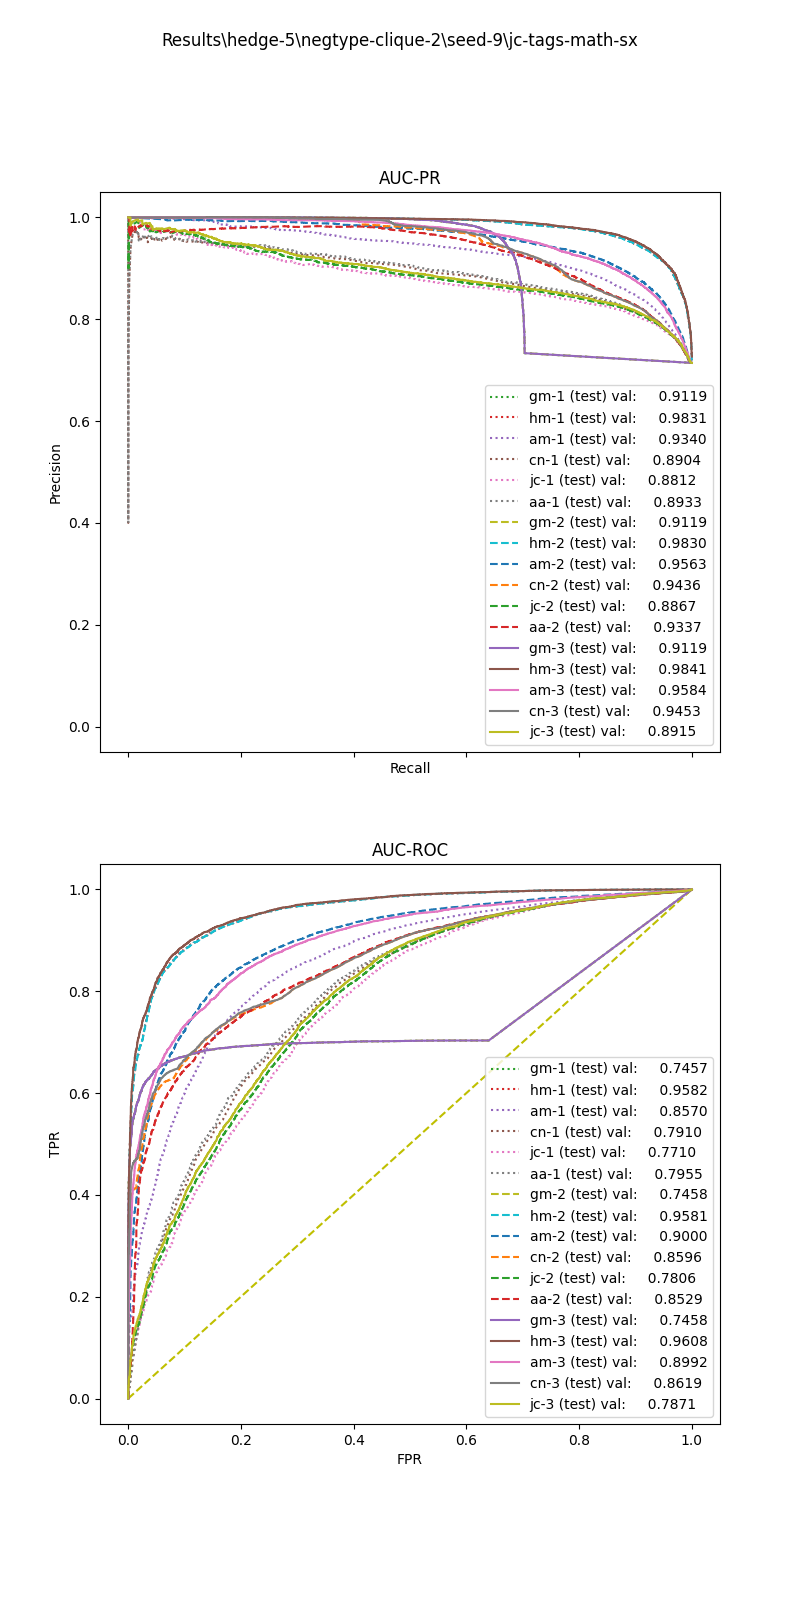 Results\hedge-5\negtype-clique-2\seed-9\jc-tags-math-sx
AUC-PR
1.0
0.8
0.6
0.4
0.2
0.0
Precision
Recall
gm-1 (test) val: 0.9119
hm-1 (test) val: 0.9831
am-1 (test) val: 0.9340
cn-1 (test) val: 0.8904
jc-1 (test) val: 0.8812
aa-1 (test) val: 0.8933
gm-2 (test) val: 0.9119
hm-2 (test) val: 0.9830
am-2 (test) val: 0.9563
cn-2 (test) val: 0.9436
jc-2 (test) val: 0.8867
aa-2 (test) val: 0.9337
gm-3 (test) val: 0.9119
hm-3 (test) val: 0.9841
am-3 (test) val: 0.9584
cn-3 (test) val: 0.9453
jc-3 (test) val: 0.8915
AUC-ROC
1.0
0.8
0.6
0.4
0.2
0.0
TPR
gm-1 (test) val: 0.7457
hm-1 (test) val: 0.9582
am-1 (test) val: 0.8570
cn-1 (test) val: 0.7910
jc-1 (test) val: 0.7710
aa-1 (test) val: 0.7955
gm-2 (test) val: 0.7458
hm-2 (test) val: 0.9581
am-2 (test) val: 0.9000
cn-2 (test) val: 0.8596
jc-2 (test) val: 0.7806
aa-2 (test) val: 0.8529
gm-3 (test) val: 0.7458
hm-3 (test) val: 0.9608
am-3 (test) val: 0.8992
cn-3 (test) val: 0.8619
jc-3 (test) val: 0.7871
0.0 0.2 0.4 0.6 0.8 1.0
FPR